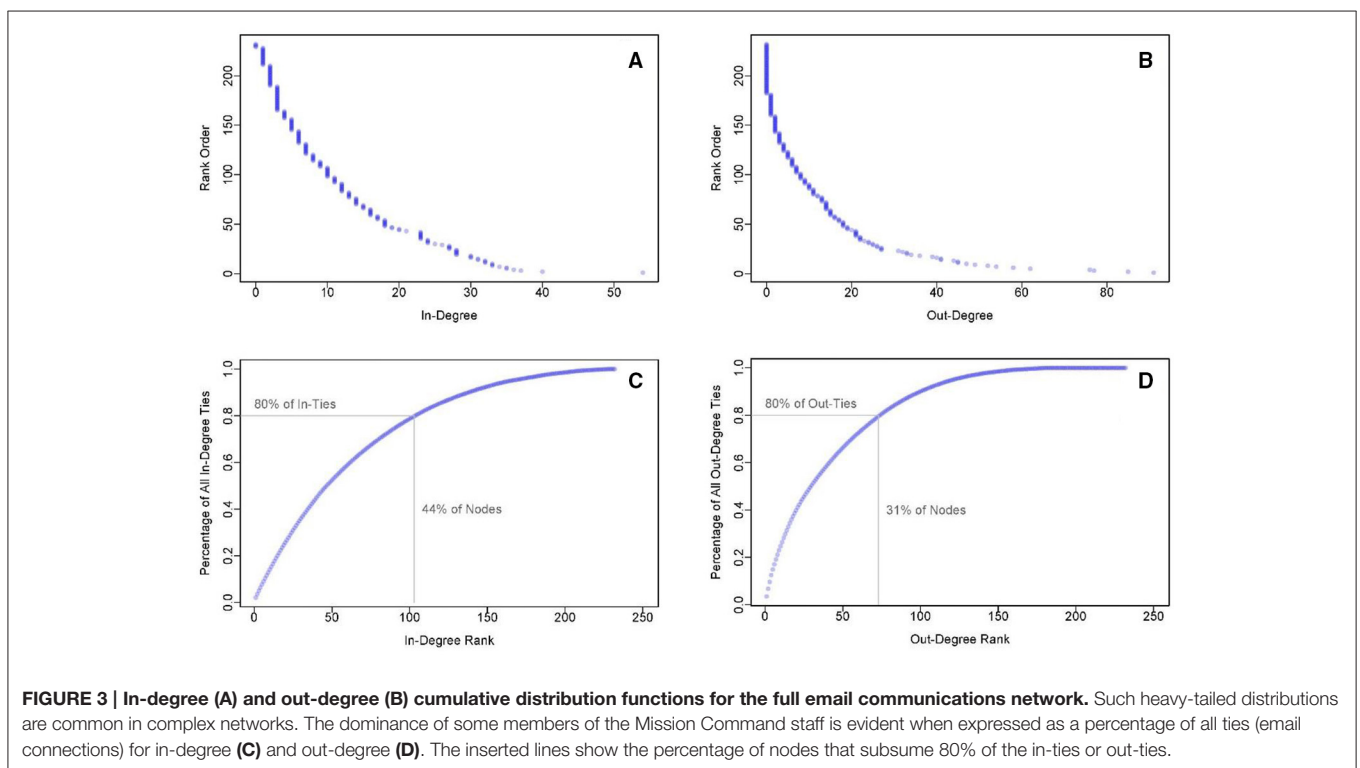 A
Rank Order
0 50 100 150 200
0 10 20 30 40 50
In-Degree
B
Rank Order
0 50 100 150 200
0 20 40 60 80
Out-Degree
C
Percentage of All In-Degree Ties
0.0 0.2 0.4 0.6 0.8 1.0
80% of In-Ties
44% of Nodes
0 50 100 150 200 250
In-Degree Rank
D
Percentage of All Out-Degree Ties
0.0 0.2 0.4 0.6 0.8 1.0
80% of Out-Ties
31% of Nodes
0 50 100 150 200 250
Out-Degree Rank
FIGURE 3 | In-degree (A) and out-degree (B) cumulative distribution functions for the full email communications network. Such heavy-tailed distributions
are common in complex networks. The dominance of some members of the Mission Command staff is evident when expressed as a percentage of all ties (email
connections) for in-degree (C) and out-degree (D). The inserted lines show the percentage of nodes that subsume 80% of the in-ties or out-ties.